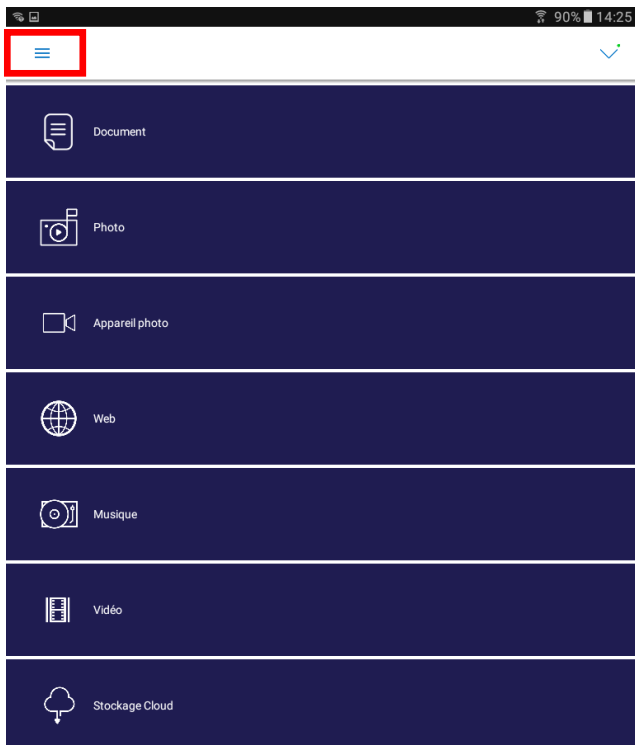 90% 14:25
Document
Photo
Appareil photo
Web
Musique
Vidéo
Stockage Cloud